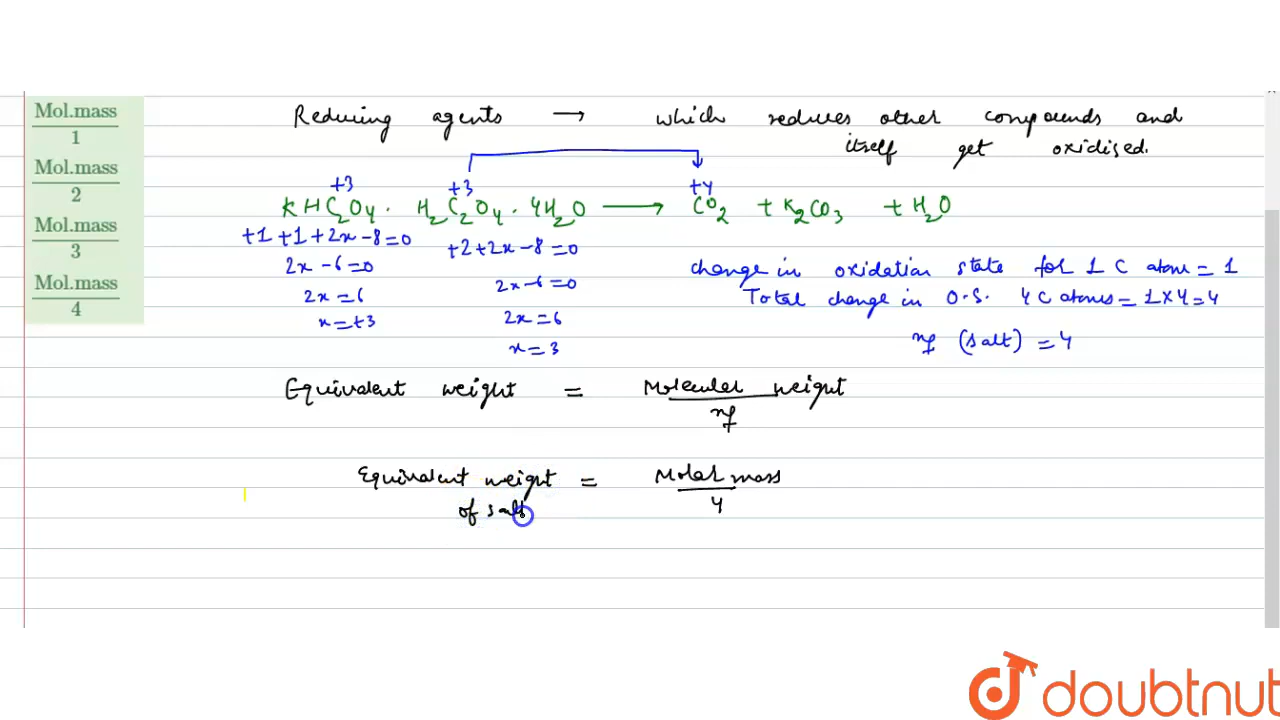 Mol.mass
1
Mol.mass
2
Mol.mass
3
Mol.mass
4
Reducing agents → which reduces other compounds and
itself get oxidised.
+3 +3 +4
KHC2O4 . H2C2O4 . 4H2O → CO2 + K2CO3 + H2O
+1 +1 +2x -8=0 +2+2x-8=0
2x-6=0 2x-6=0
2x=6 2x=6
x=+3 x=3
change in oxidation state for 1 C atom = 1
Total change in O.S. 4 C atoms = 1×4=4
nf (salt) = 4
Equivalent weight = Molecular weight
nf
Equivalent weight = Molar mass
of salt 4
doubtnut